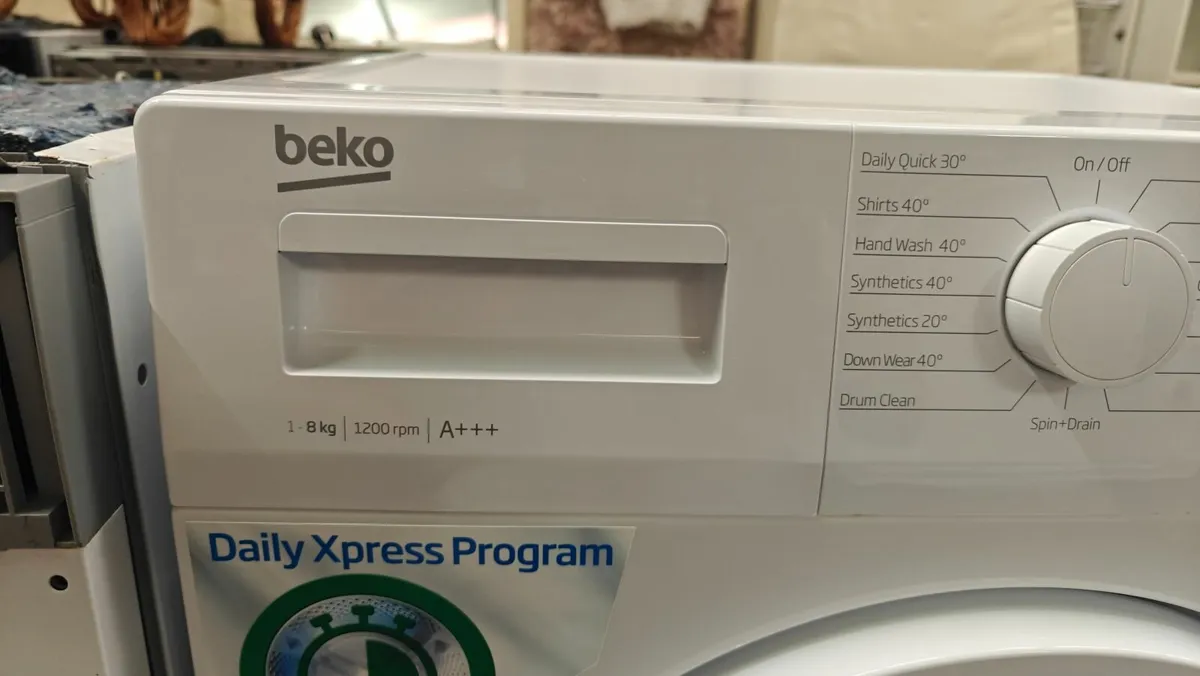 beko
1 - 8 kg | 1200 rpm | A+++
Daily Xpress Program
On / Off
Daily Quick 30°
Shirts 40°
Hand Wash 40°
Synthetics 40°
Synthetics 20°
Down Wear 40°
Drum Clean
Spin+Drain